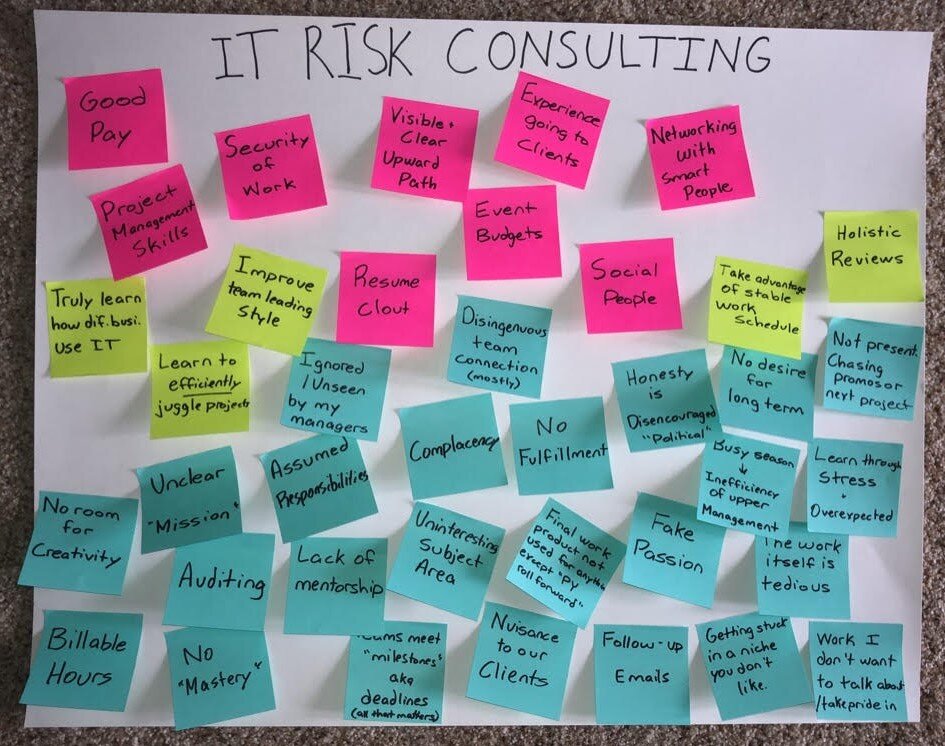 IT RISK CONSULTING
Good
Pay
Security
of
Work
Visible +
Clear
Upward
Path
Experience
going to
Clients
Networking
with
Smart
People
Project
Management
Skills
Event
Budgets
Resume
Clout
Social
People
Holistic
Reviews
Truly learn
how dif. busi.
USE IT
Improve
team leading
Style
Take advantage
of stable
work
Schedule
Learn to
efficiently
juggle projects
Ignored
/Unseen
by my
managers
Disingenuous
team
connection
(mostly)
Honesty
is
Disencouraged
"Political"
No desire
for
long term
Not present.
Chasing
promos or
next project
Complacency
No
Fulfillment
Unclear
"Mission"
Assumed
Responsibilities
Busy season
↓
Inefficiency
of upper
Management
Learn through
Stress
+
Overexpected
No room
for
Creativity
Auditing
Lack of
mentorship
Uninteresting
Subject
Area
Final work
product not
used for anything
except "PY
roll forward"
Fake
Passion
The work
itself is
tedious
Billable
Hours
No
"Mastery"
meet
"milestones"
aka
deadlines
(all that matters)
Nuisance
to our
Clients
Follow-up
Emails
Getting stuck
in a niche
you don't
like.
Work I
don't want
to talk about
/take pride in